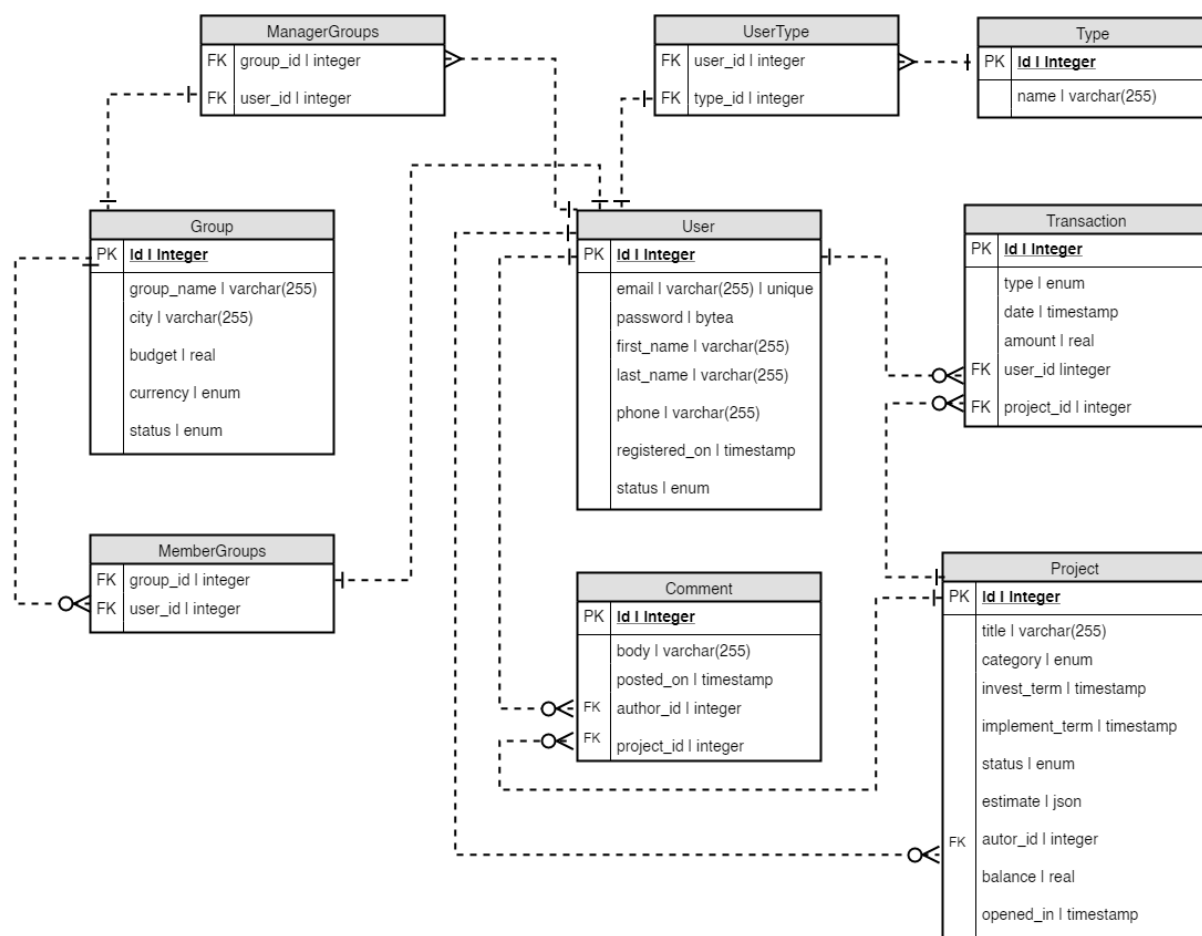 ManagerGroups
FK group_id | integer
FK user_id | integer
UserType
FK user_id | integer
FK type_id | integer
Type
PK Id | Integer
name | varchar(255)
Group
PK Id | Integer
group_name | varchar(255)
city | varchar(255)
budget | real
currency | enum
status | enum
User
PK Id | Integer
email | varchar(255) | unique
password | bytea
first_name | varchar(255)
last_name | varchar(255)
phone | varchar(255)
registered_on | timestamp
status | enum
Transaction
PK Id | Integer
type | enum
date | timestamp
amount | real
FK user_id |integer
FK project_id | integer
MemberGroups
FK group_id | integer
FK user_id | integer
Comment
PK Id | Integer
body | varchar(255)
posted_on | timestamp
FK author_id | integer
FK project_id | integer
Project
PK Id | Integer
title | varchar(255)
category | enum
invest_term | timestamp
implement_term | timestamp
status | enum
estimate | json
FK autor_id | integer
balance | real
opened_in | timestamp